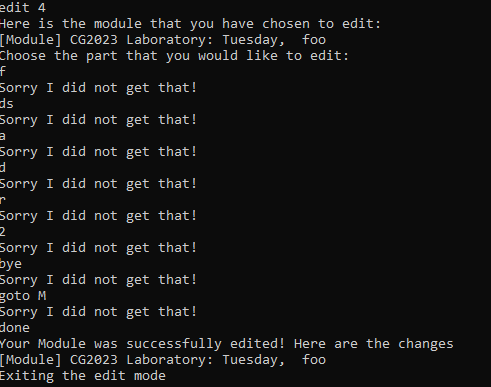 edit 4
Here is the module that you have chosen to edit:
[Module] CG2023 Laboratory: Tuesday,  foo
Choose the part that you would like to edit:
f
Sorry I did not get that!
ds
Sorry I did not get that!
a
Sorry I did not get that!
d
Sorry I did not get that!
r
Sorry I did not get that!
2
Sorry I did not get that!
bye
Sorry I did not get that!
goto M
Sorry I did not get that!
done
Your Module was successfully edited! Here are the changes
[Module] CG2023 Laboratory: Tuesday,  foo
Exiting the edit mode